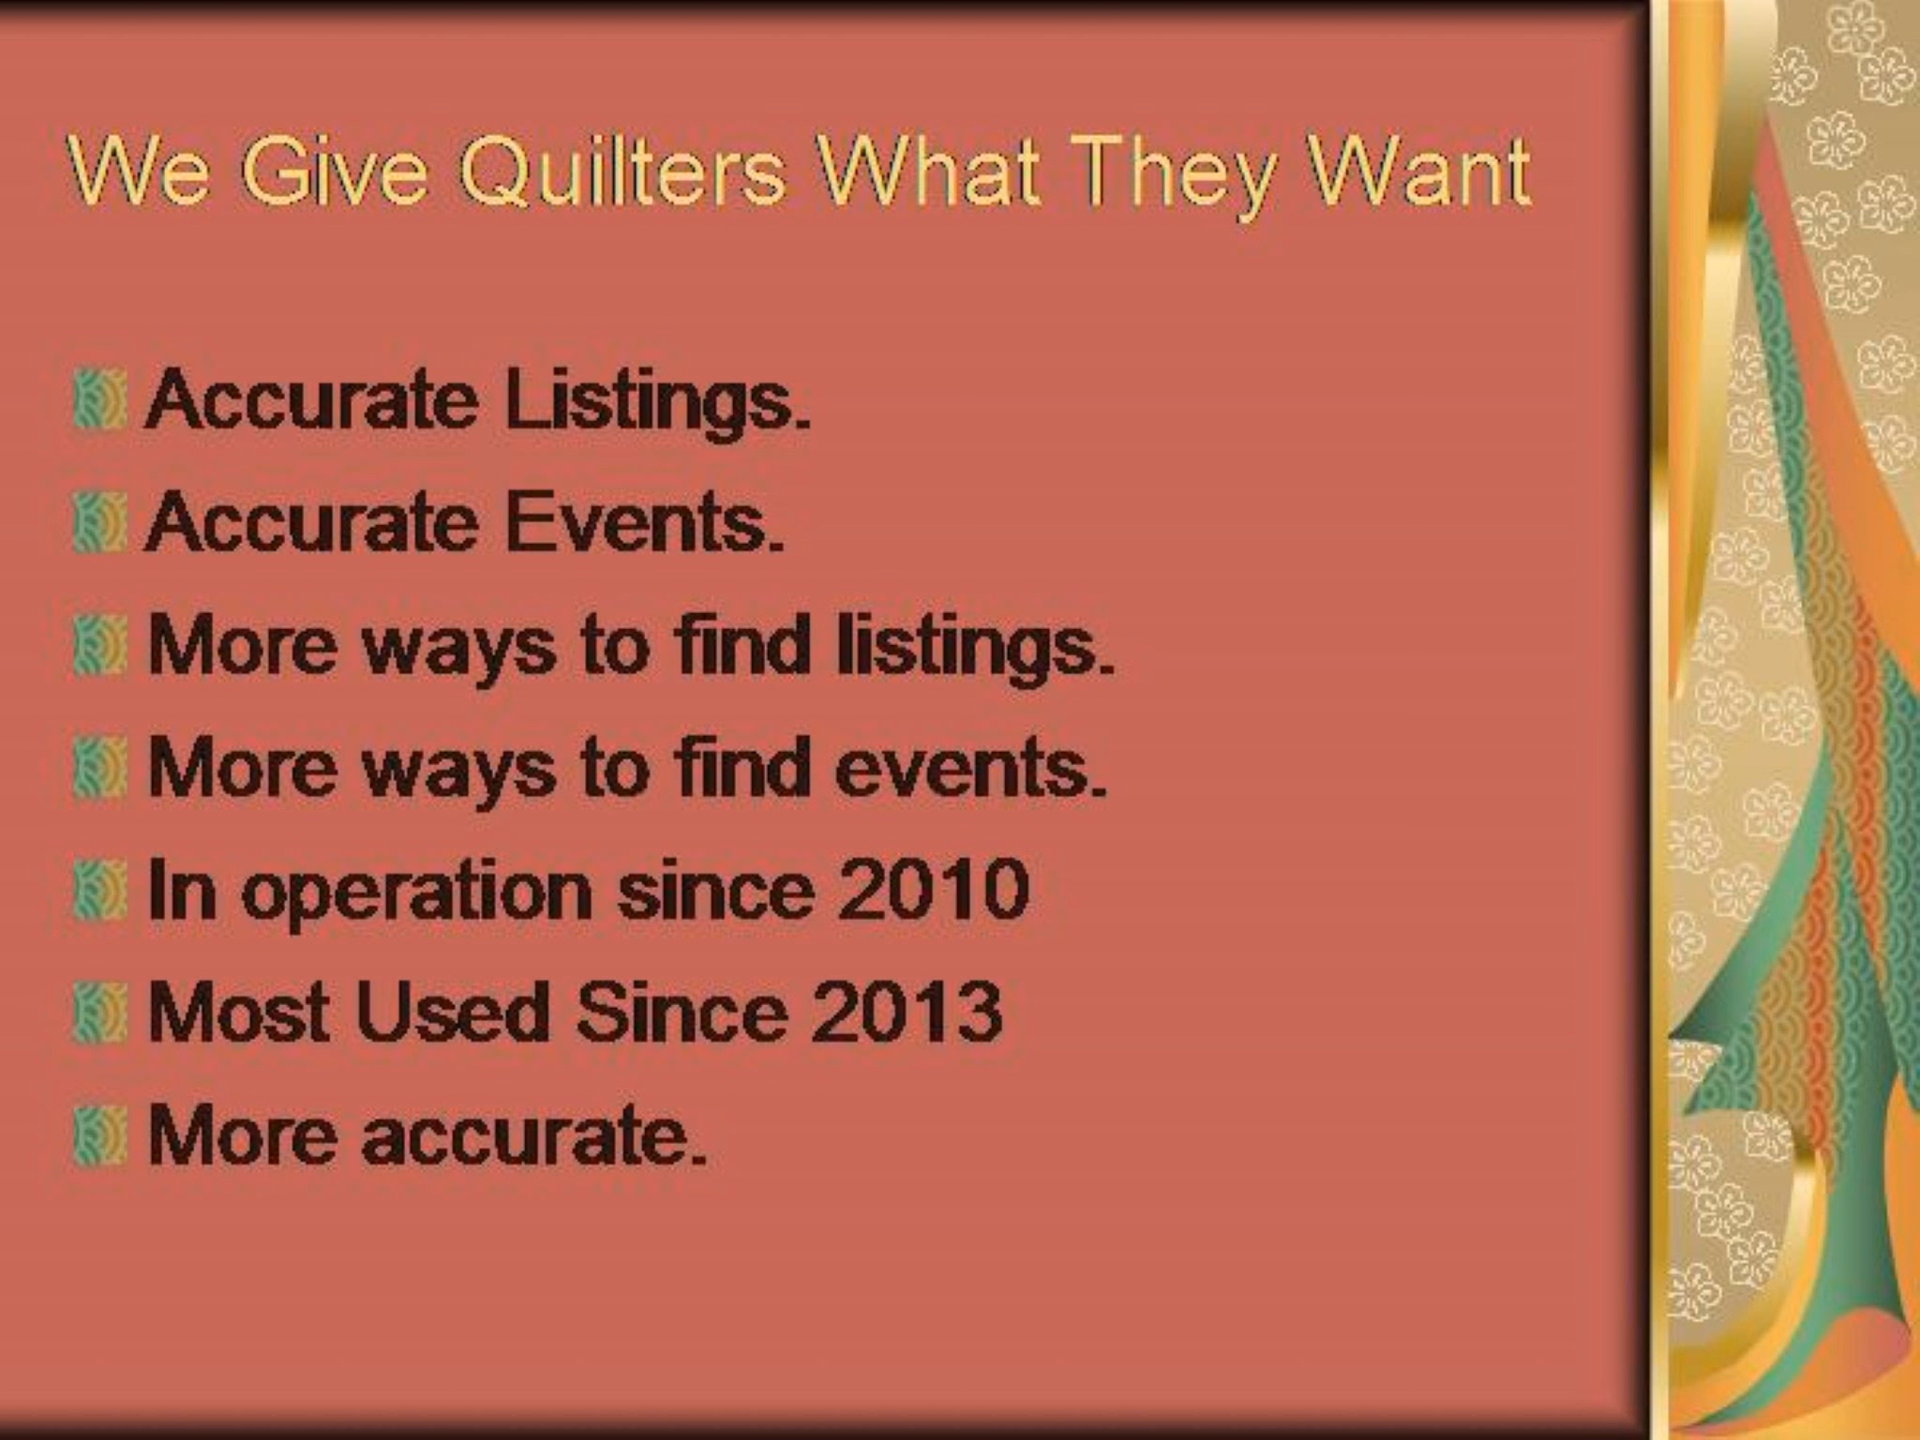 We Give Quilters What They Want
Accurate Listings.
Accurate Events.
More ways to find listings.
More ways to find events.
In operation since 2010
Most Used Since 2013
More accurate.